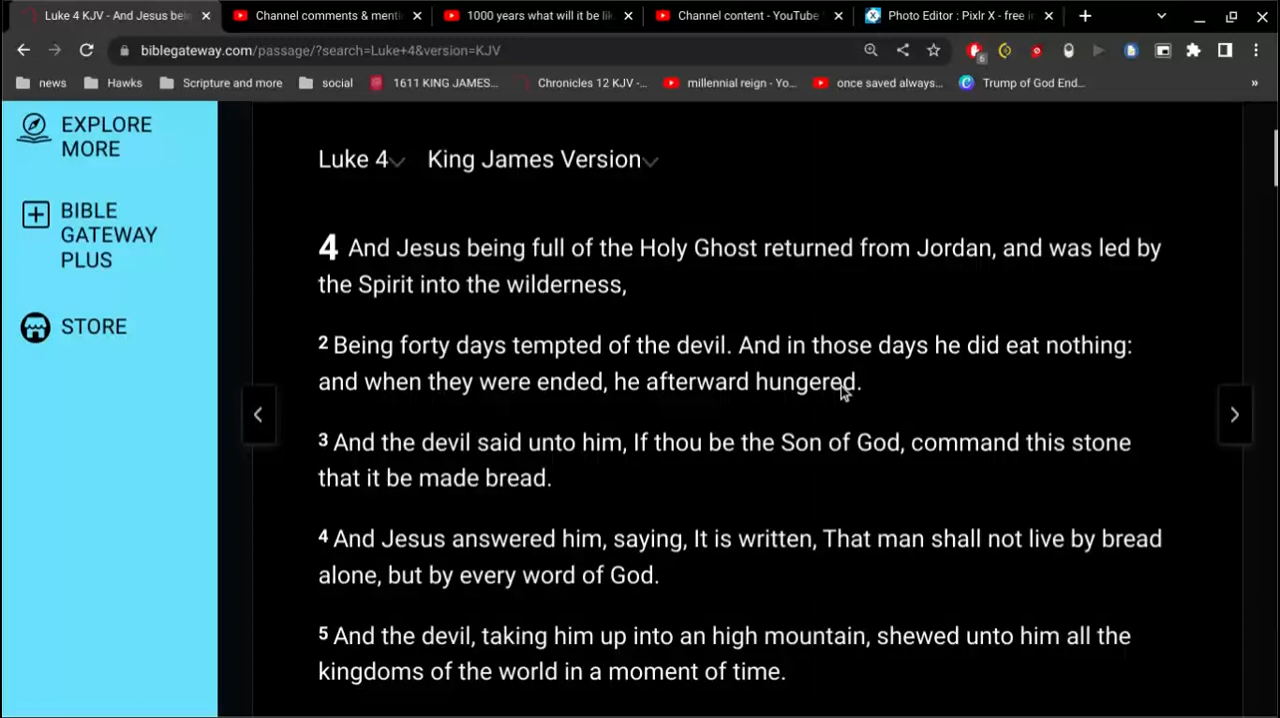 Luke 4 KJV - And Jesus bein
Channel comments & menti
1000 years what will it be lik
Channel content - YouTube
Photo Editor : Pixlr X - free i
biblegateway.com/passage/?search=Luke+4&version=KJV
6
news
Hawks
Scripture and more
social
1611 KING JAMES...
Chronicles 12 KJV -...
millennial reign - Yo...
once saved always...
Trump of God End...
»
EXPLORE
MORE
BIBLE
GATEWAY
PLUS
STORE
Luke 4 King James Version
4 And Jesus being full of the Holy Ghost returned from Jordan, and was led by
the Spirit into the wilderness,
2 Being forty days tempted of the devil. And in those days he did eat nothing:
and when they were ended, he afterward hungered.
3 And the devil said unto him, If thou be the Son of God, command this stone
that it be made bread.
4 And Jesus answered him, saying, It is written, That man shall not live by bread
alone, but by every word of God.
5 And the devil, taking him up into an high mountain, shewed unto him all the
kingdoms of the world in a moment of time.